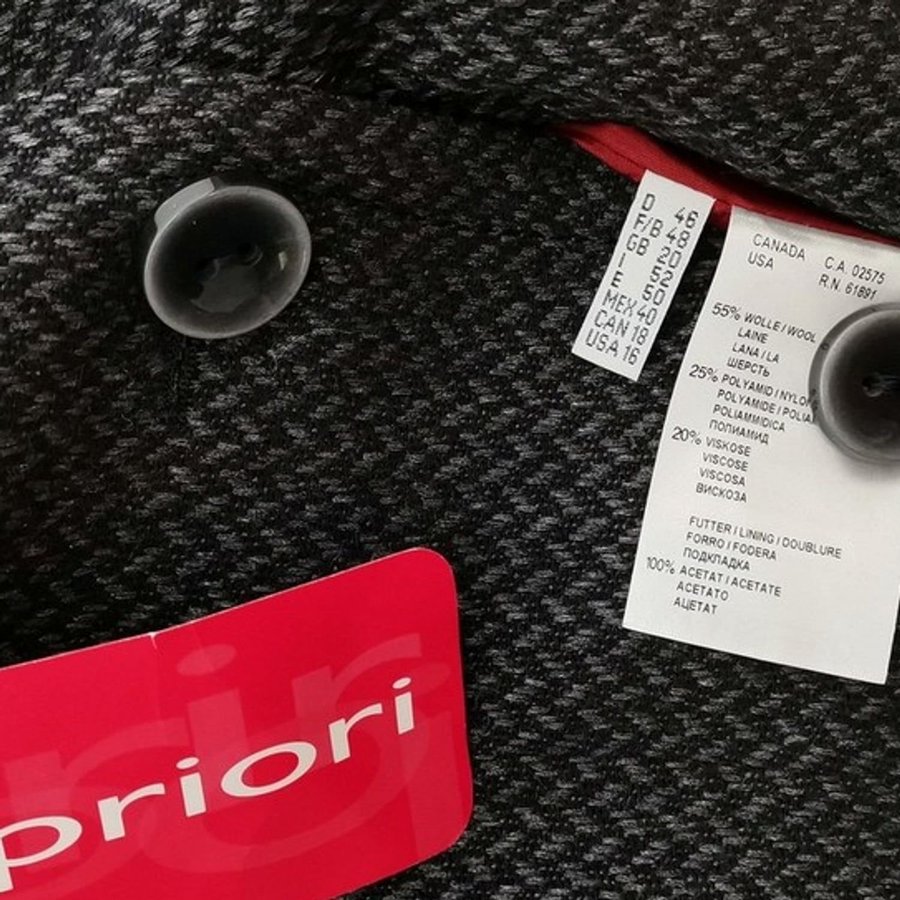 D 46
F/B 48
GB 20
I 52
E 50
MEX 40
CAN 18
USA 16
CANADA C.A. 02575
USA R.N. 61891
55% WOLLE / WOOL
LAINE
LANA / LA
ШЕРСТЬ
25% POLYAMID / NYLO
POLYAMIDE / POLIA
POLIAMMIDICA
ПОЛИАМИД
20% VISKOSE
VISCOSE
VISCOSA
ВИСКОЗА
FUTTER / LINING / DOUBLURE
FORRO / FODERA
ПОДКЛАДКА
100% ACETAT / ACETATE
ACETATO
АЦЕТАТ
priori